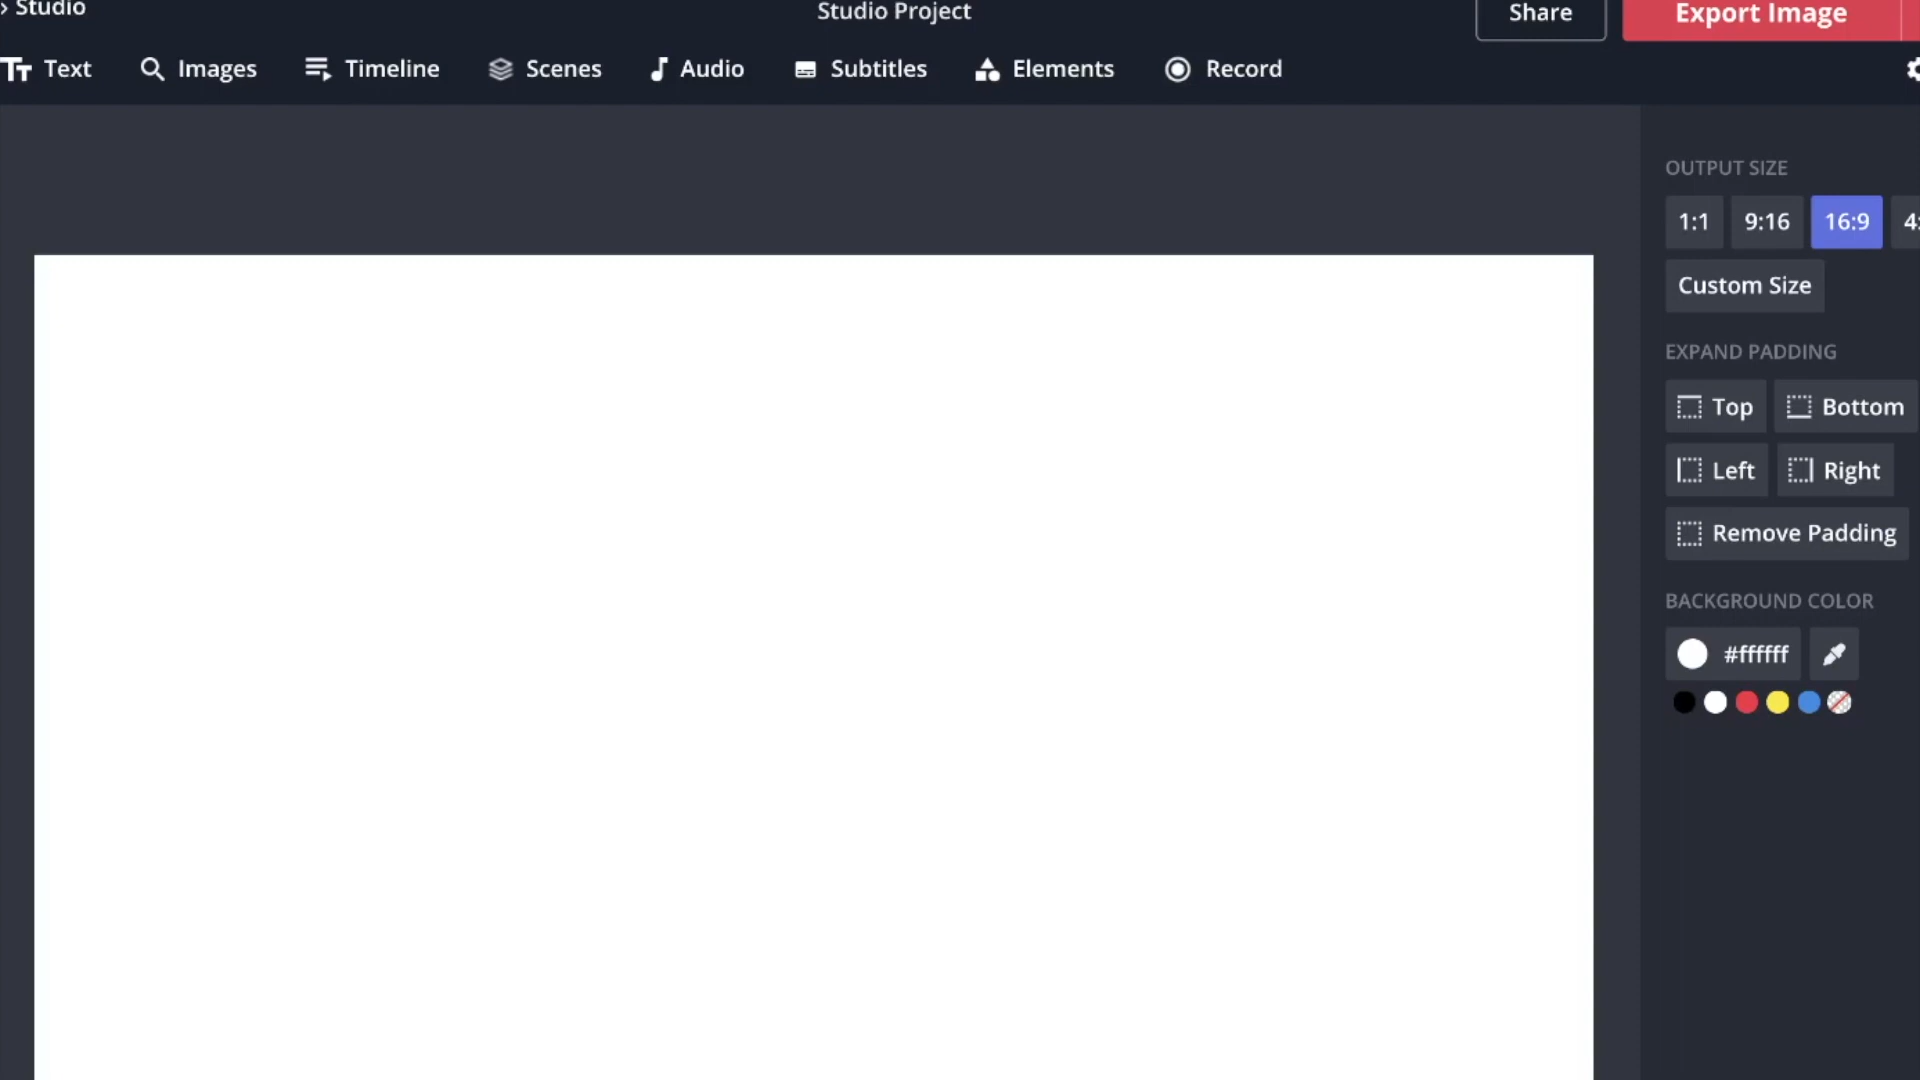 › Studio
Studio Project
Share
Export Image
Text
Images
Timeline
Scenes
Audio
Subtitles
Elements
Record
OUTPUT SIZE
1:1
9:16
16:9
Custom Size
EXPAND PADDING
Top
Bottom
Left
Right
Remove Padding
BACKGROUND COLOR
#ffffff